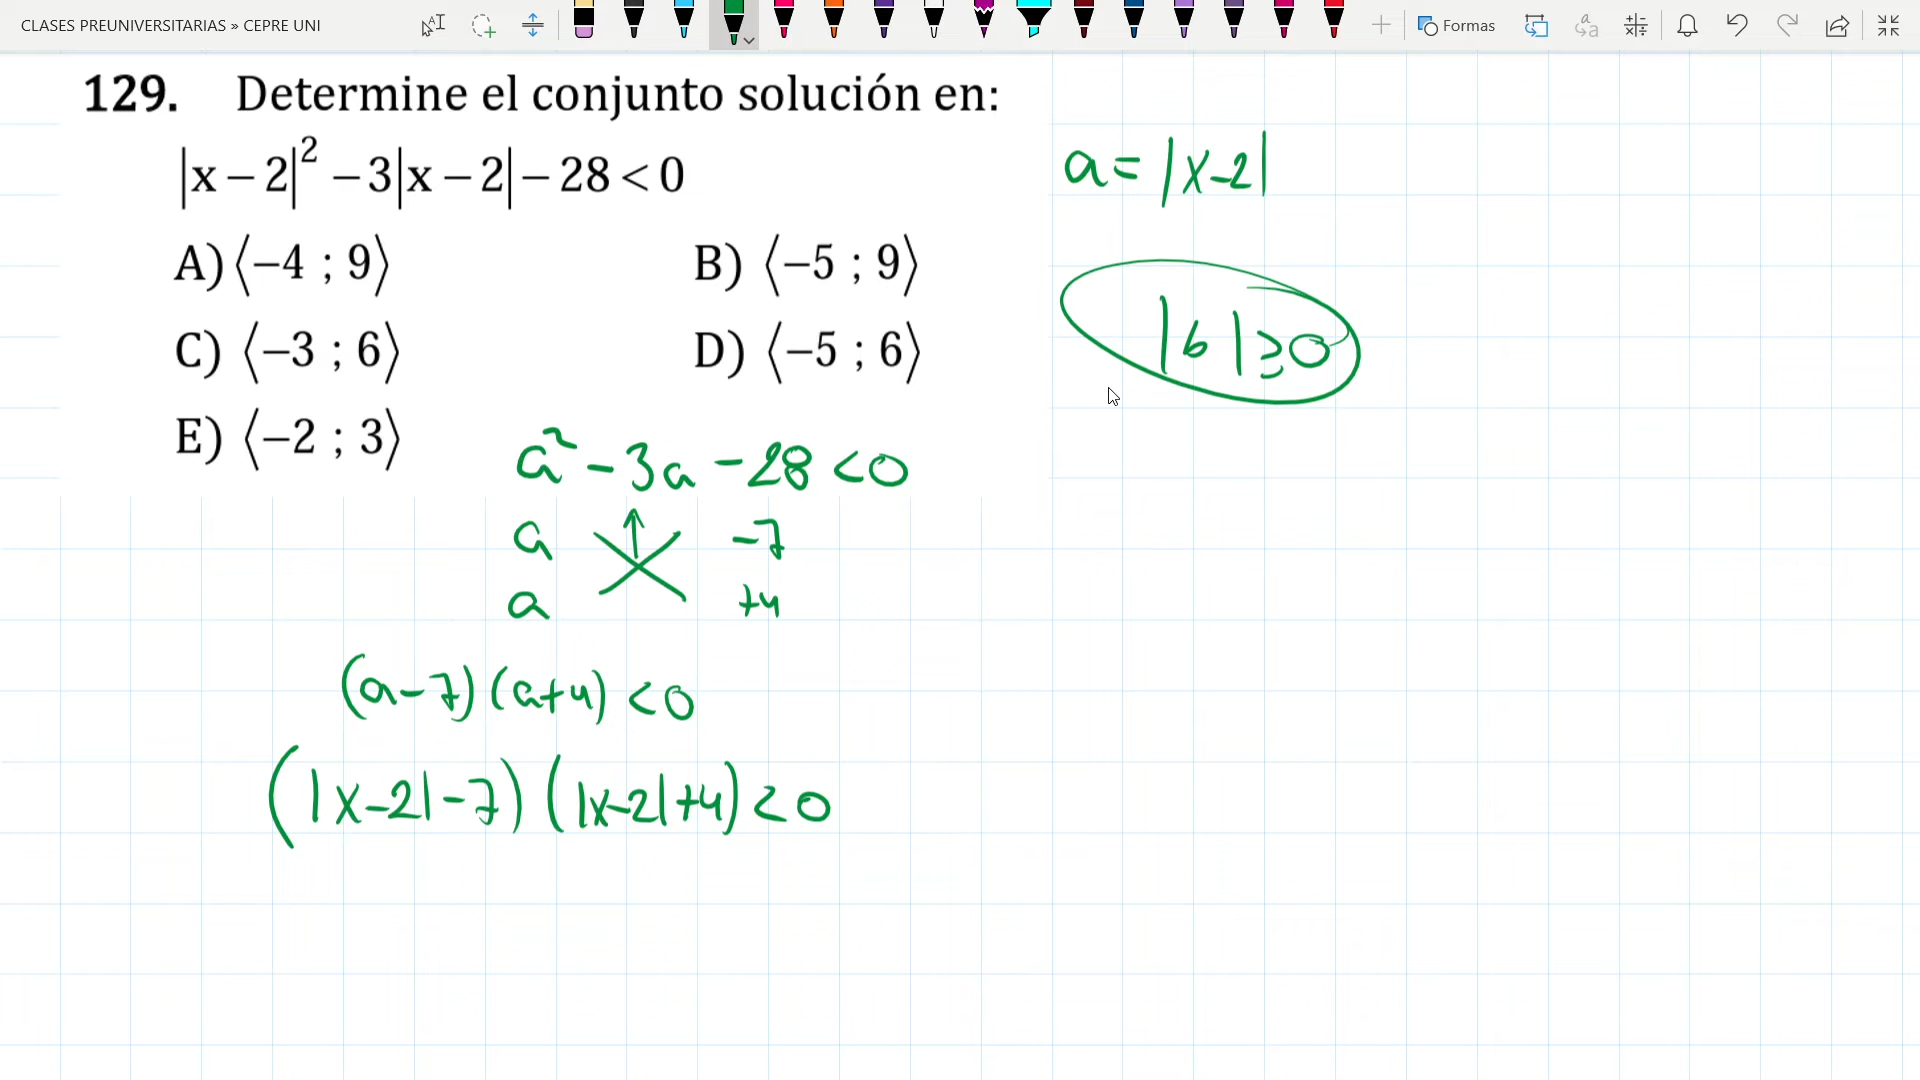 CLASES PREUNIVERSITARIAS » CEPRE UNI
Formas
129. Determine el conjunto solución en:
|x – 2|² – 3|x – 2| – 28 < 0
A) ⟨–4 ; 9⟩ B) ⟨–5 ; 9⟩
C) ⟨–3 ; 6⟩ D) ⟨–5 ; 6⟩
E) ⟨–2 ; 3⟩
a = |x-2|
|b| ≥ 0
a² - 3a - 28 < 0
a -7
a +4
(a-7)(a+4) < 0
(|x-2|-7)(|x-2|+4) < 0